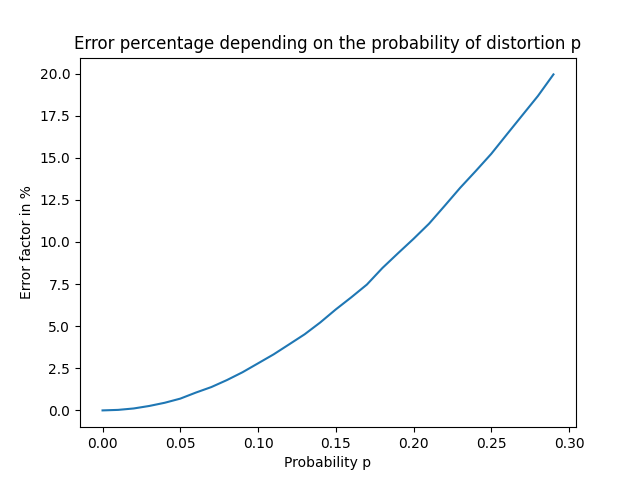 Error percentage depending on the probability of distortion p
20.0
17.5
15.0
12.5
10.0
7.5
5.0
2.5
0.0
Error factor in %
0.00 0.05 0.10 0.15 0.20 0.25 0.30
Probability p